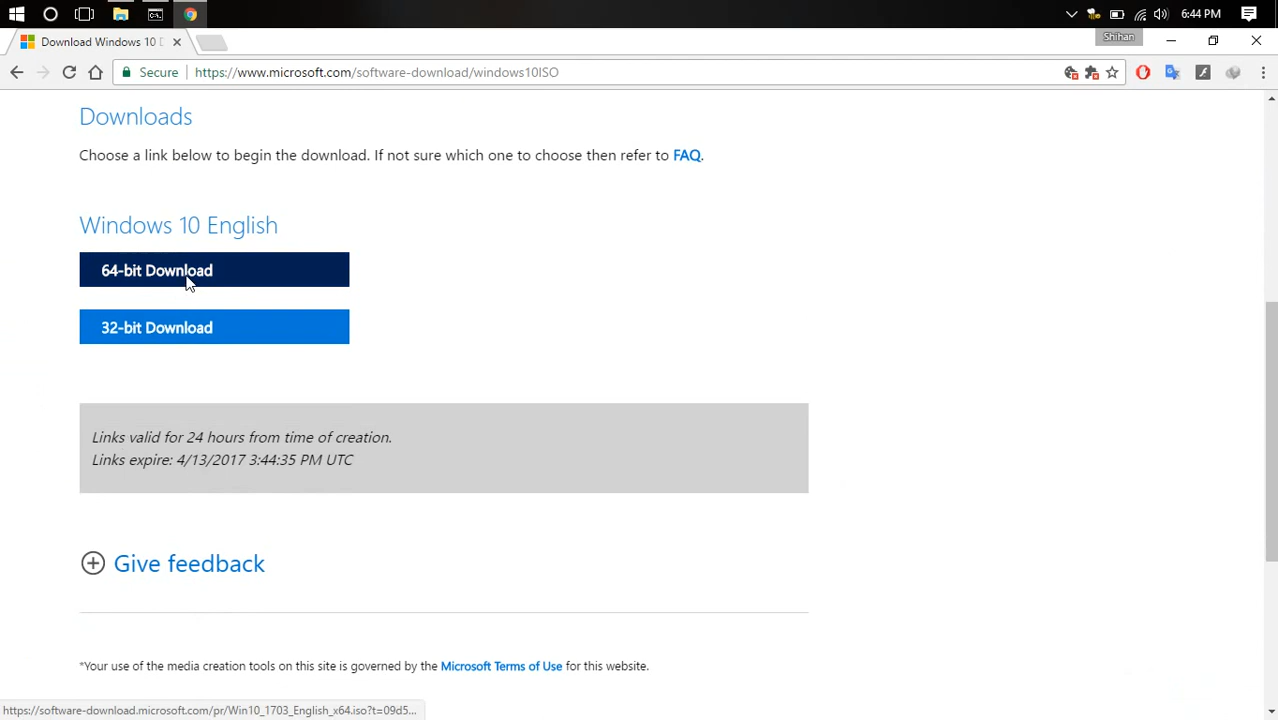 6:44 PM
Download Windows 10 D
Shihan
Secure
https://www.microsoft.com/software-download/windows10ISO
Downloads
Choose a link below to begin the download. If not sure which one to choose then refer to FAQ.
Windows 10 English
64-bit Download
32-bit Download
Links valid for 24 hours from time of creation.
Links expire: 4/13/2017 3:44:35 PM UTC
Give feedback
*Your use of the media creation tools on this site is governed by the Microsoft Terms of Use for this website.
https://software-download.microsoft.com/pr/Win10_1703_English_x64.iso?t=09d5...